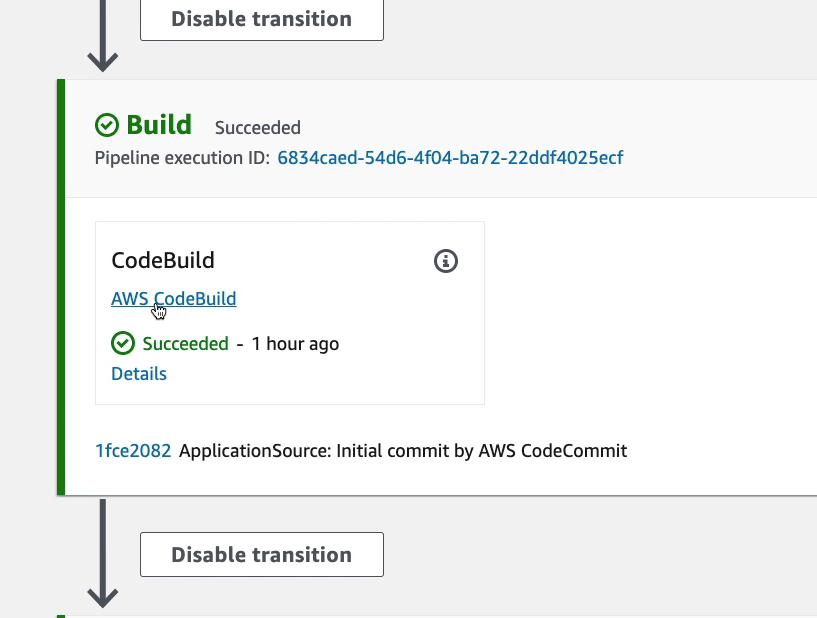 Disable transition
Build Succeeded
Pipeline execution ID: 6834caed-54d6-4f04-ba72-22ddf4025ecf
CodeBuild
AWS CodeBuild
Succeeded - 1 hour ago
Details
1fce2082 ApplicationSource: Initial commit by AWS CodeCommit
Disable transition